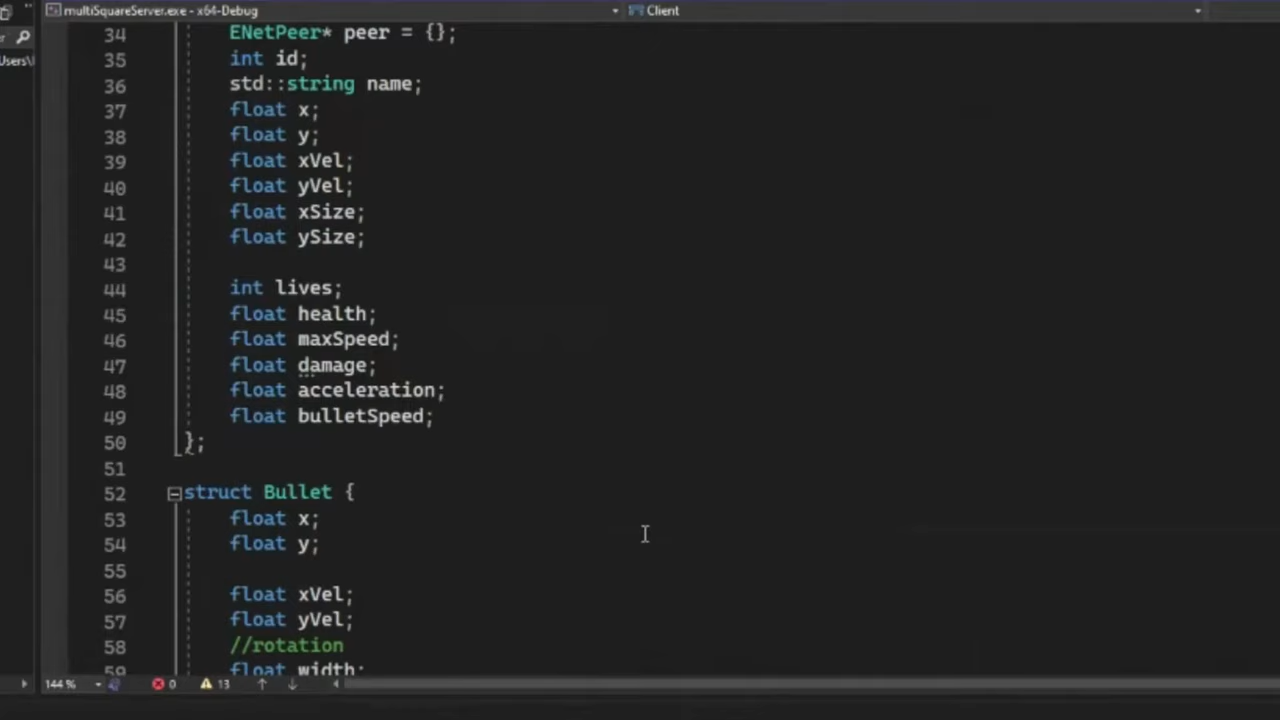 multiSquareServer.exe - x64-Debug
Client
34 ENetPeer* peer = {};
35 int id;
36 std::string name;
37 float x;
38 float y;
39 float xVel;
40 float yVel;
41 float xSize;
42 float ySize;
43
44 int lives;
45 float health;
46 float maxSpeed;
47 float damage;
48 float acceleration;
49 float bulletSpeed;
50 };
51
52 struct Bullet {
53 float x;
54 float y;
55
56 float xVel;
57 float yVel;
58 //rotation
59 float width;
144 %
0
13